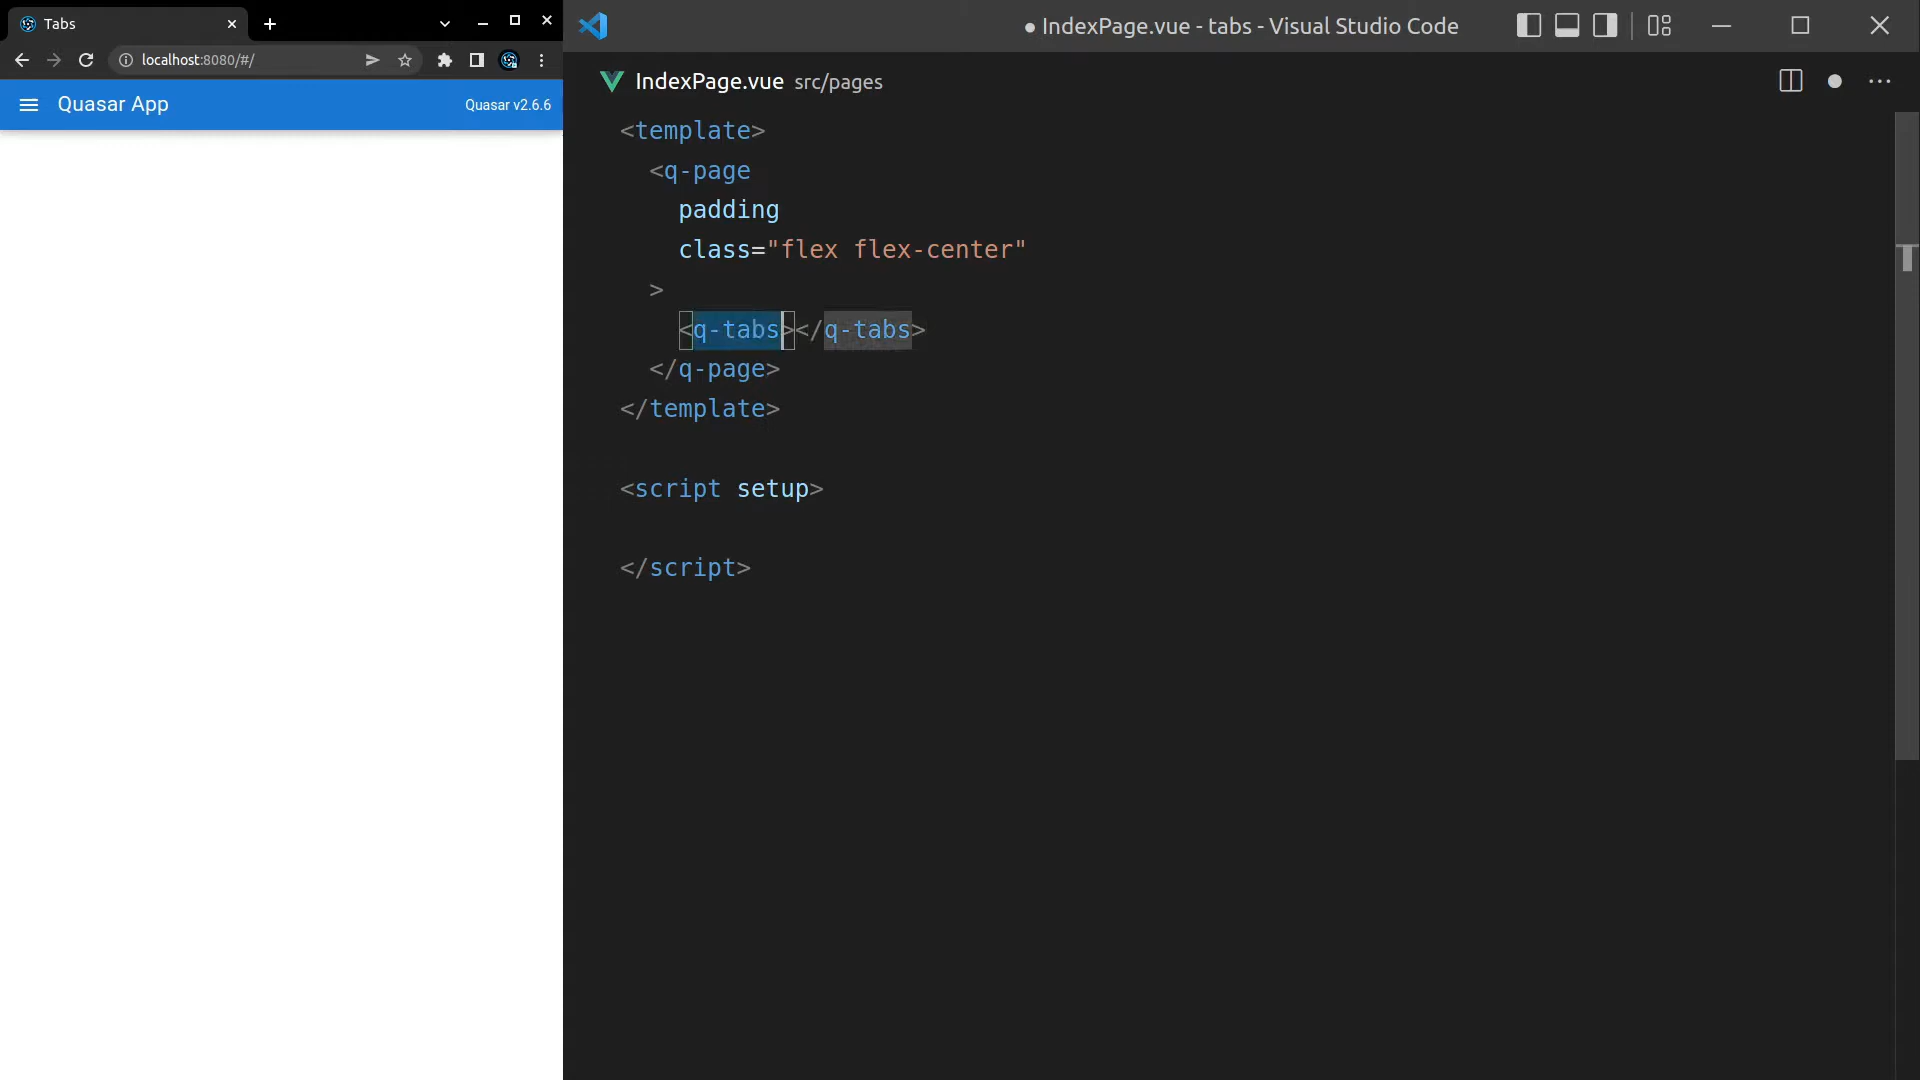 Tabs
localhost:8080/#/
Quasar App
Quasar v2.6.6
● IndexPage.vue - tabs - Visual Studio Code
IndexPage.vue src/pages
<template>
<q-page
padding
class="flex flex-center"
>
<q-tabs></q-tabs>
</q-page>
</template>
<script setup>
</script>